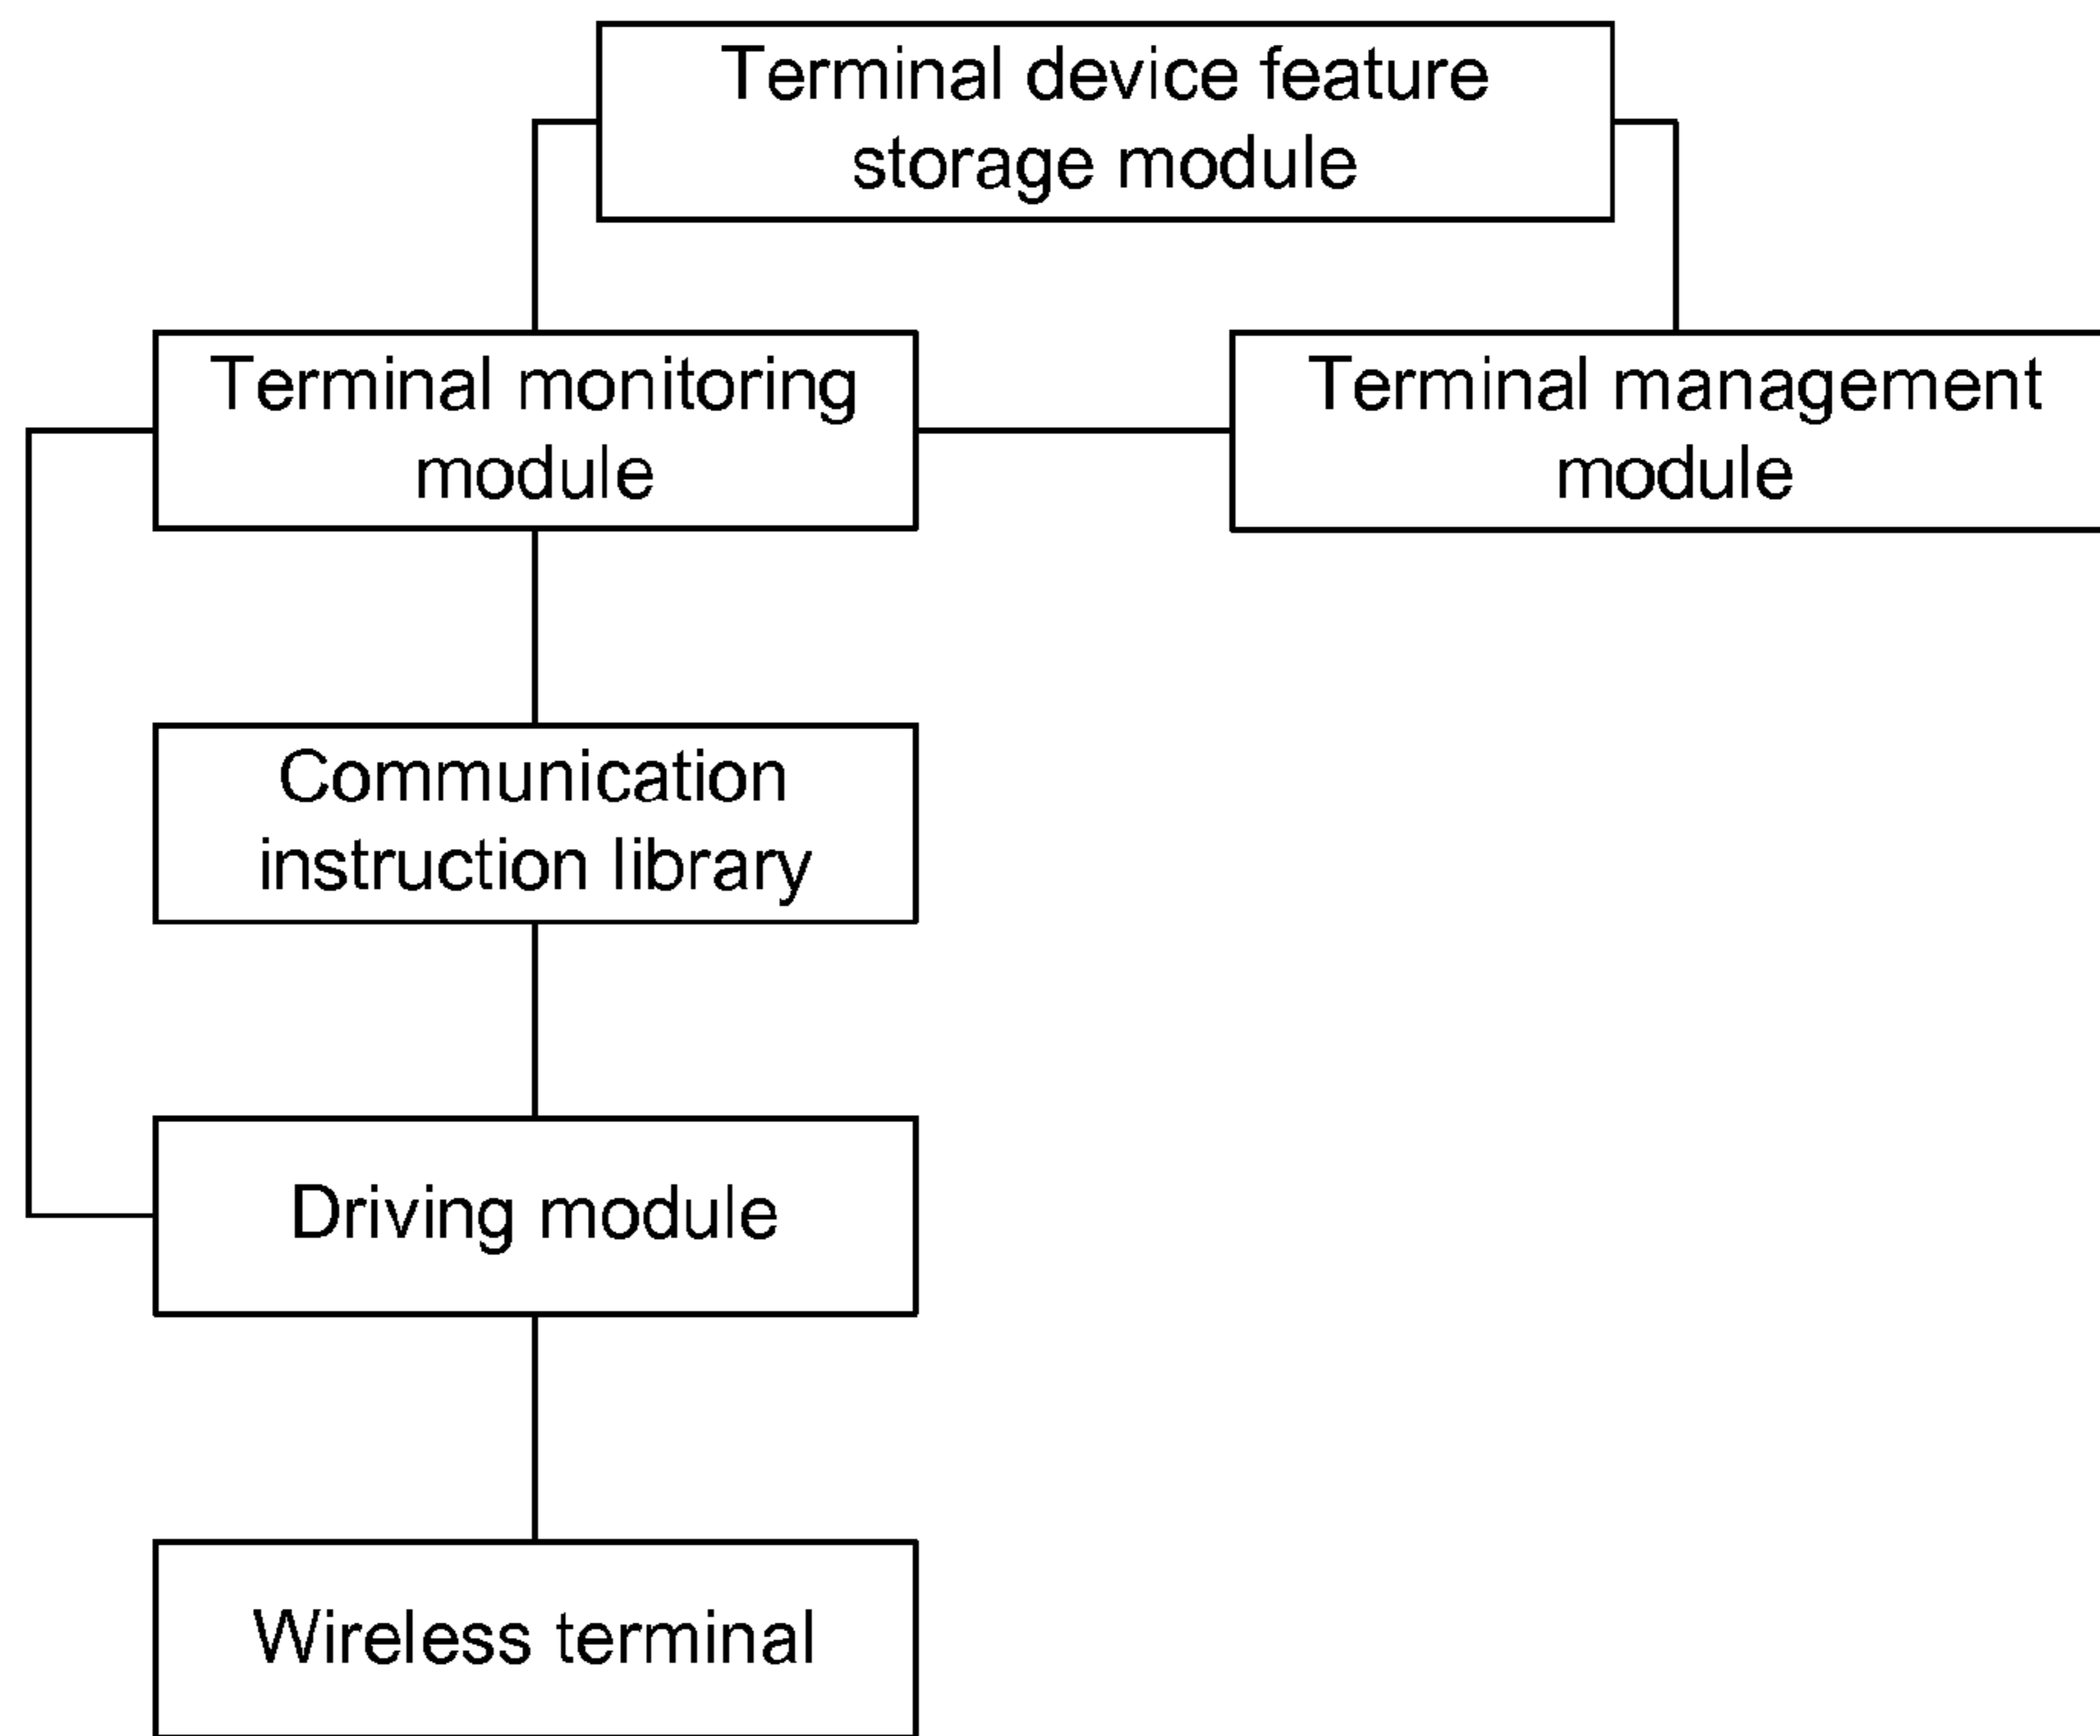 Terminal device feature
storage module
Terminal monitoring
module
Terminal management
module
Communication
instruction library
Driving module
Wireless terminal